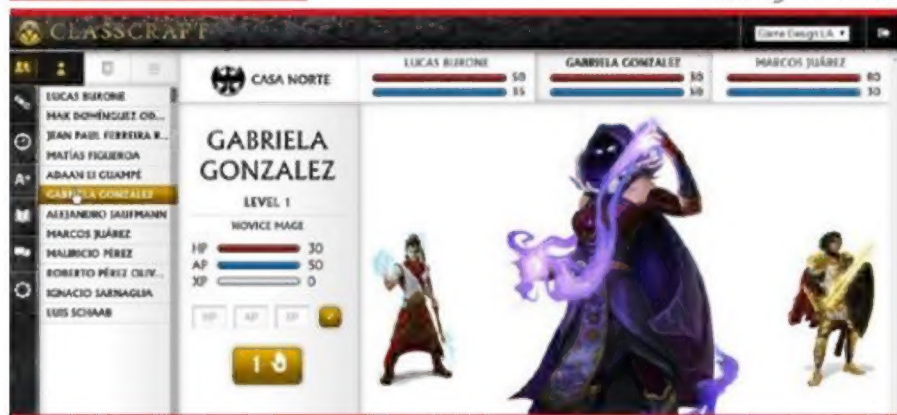 CLASSCRAFT
Game Design LA
LUCAS BURONE
MAX DOMÍNGUEZ OD...
JEAN PAUL FERREIRA R...
MATÍAS FIGUEROA
ADAAN LI GUAMPÉ
GABRIELA GONZALEZ
ALEJANDRO JAUFMANN
MARCOS JUÁREZ
MAURICIO PÉREZ
ROBERTO PÉREZ OLIV...
IGNACIO SARNAGLIA
LUIS SCHAAB
A+
CASA NORTE
LUCAS BURONE
50
35
GABRIELA GONZALEZ
30
50
MARCOS JUÁREZ
80
30
GABRIELA
GONZALEZ
LEVEL 1
NOVICE MAGE
HP 30
AP 50
XP 0
HP AP XP
1